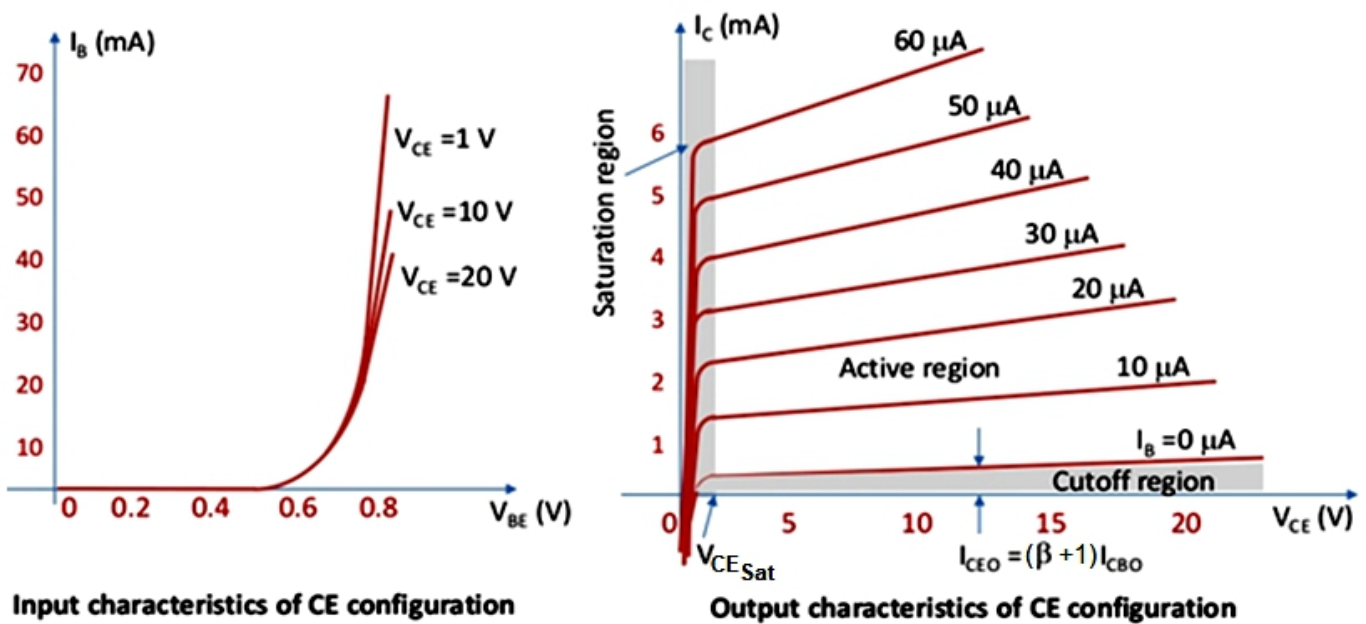 I_B (mA)
70
60
50
40
30
20
10
V_CE =1 V
V_CE =10 V
V_CE =20 V
0 0.2 0.4 0.6 0.8
V_BE (V)
Input characteristics of CE configuration
I_C (mA)
Saturation region
6
5
4
3
2
1
60 μA
50 μA
40 μA
30 μA
20 μA
10 μA
I_B =0 μA
Active region
Cutoff region
0 5 10 15 20
V_CE (V)
V_CE_Sat
I_CEO = (β +1)I_CBO
Output characteristics of CE configuration